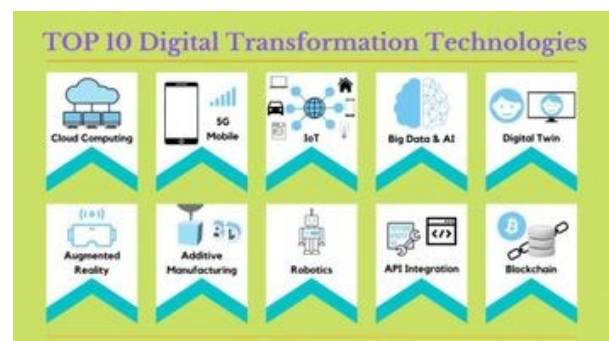 TOP 10 Digital Transformation Technologies
Cloud Computing
5G
Mobile
IoT
Big Data & AI
Digital Twin
Augmented
Reality
3D
Additive
Manufacturing
Robotics
</>
API Integration
Blockchain